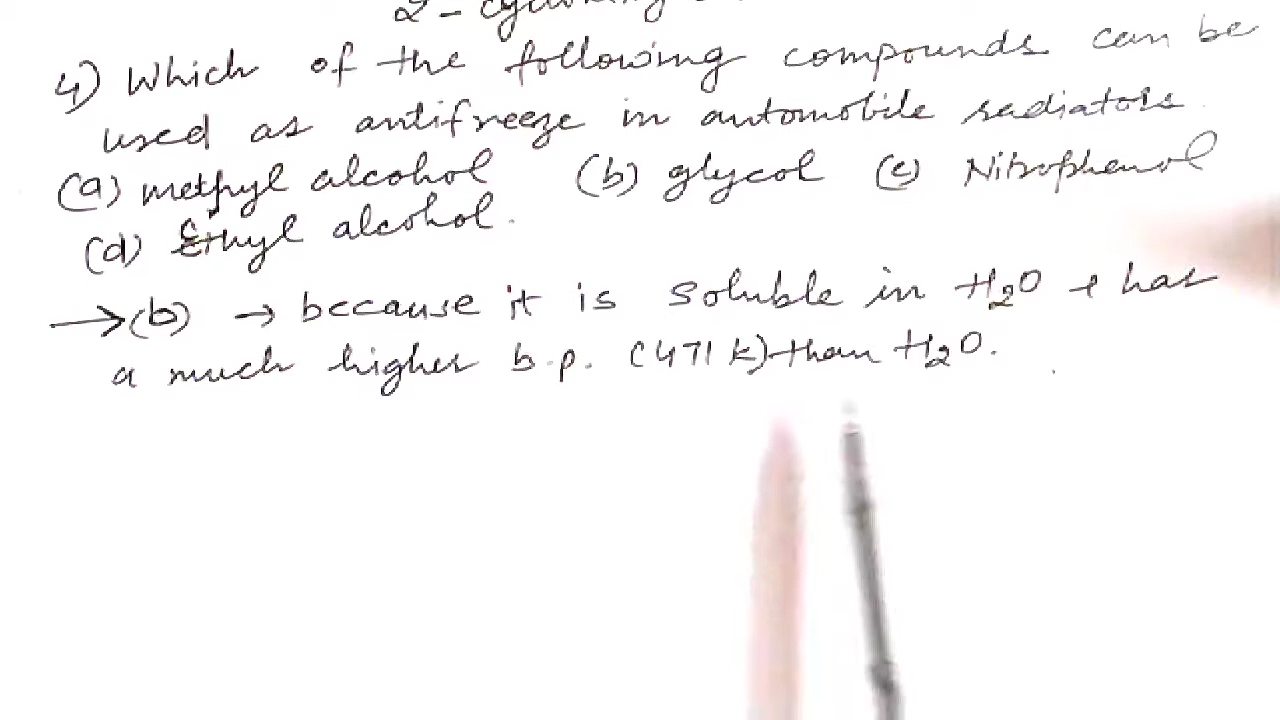 2-
4) Which of the following compounds can be
used as antifreeze in automobile radiators
(a) methyl alcohol (b) glycol (c) Nitrophenol
(d) Ethyl alcohol.
→(b) → because it is soluble in H₂O & has
a much higher b.p. (471 k) than H₂O.